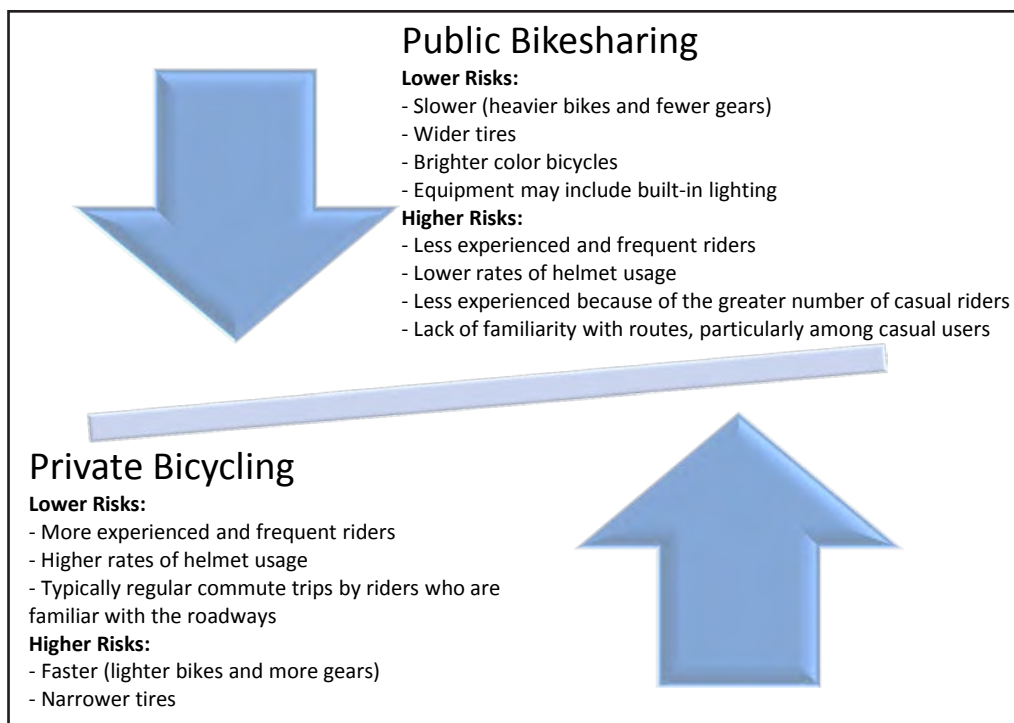 Public Bikesharing
Lower Risks:
- Slower (heavier bikes and fewer gears)
- Wider tires
- Brighter color bicycles
- Equipment may include built-in lighting
Higher Risks:
- Less experienced and frequent riders
- Lower rates of helmet usage
- Less experienced because of the greater number of casual riders
- Lack of familiarity with routes, particularly among casual users
Private Bicycling
Lower Risks:
- More experienced and frequent riders
- Higher rates of helmet usage
- Typically regular commute trips by riders who are
familiar with the roadways
Higher Risks:
- Faster (lighter bikes and more gears)
- Narrower tires